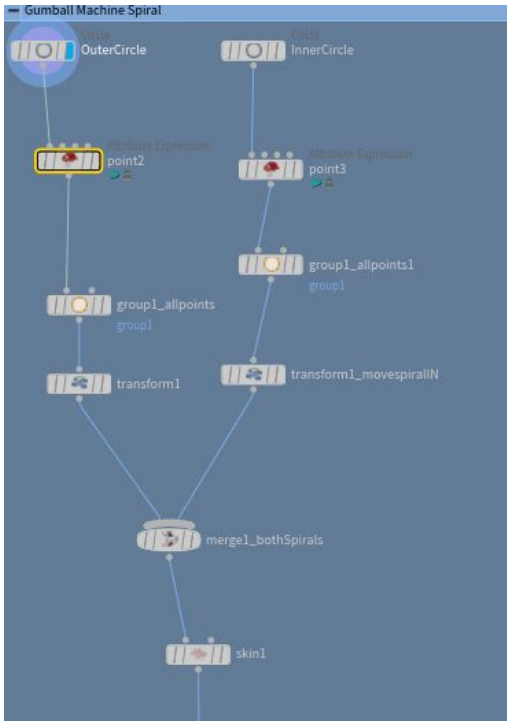 Gumball Machine Spiral
Circle
OuterCircle
Circle
InnerCircle
Attribute Expression
point2
Attribute Expression
point3
group1_allpoints1
group1
group1_allpoints
group1
transform1_movespiralIN
transform1
merge1_bothSpirals
skin1